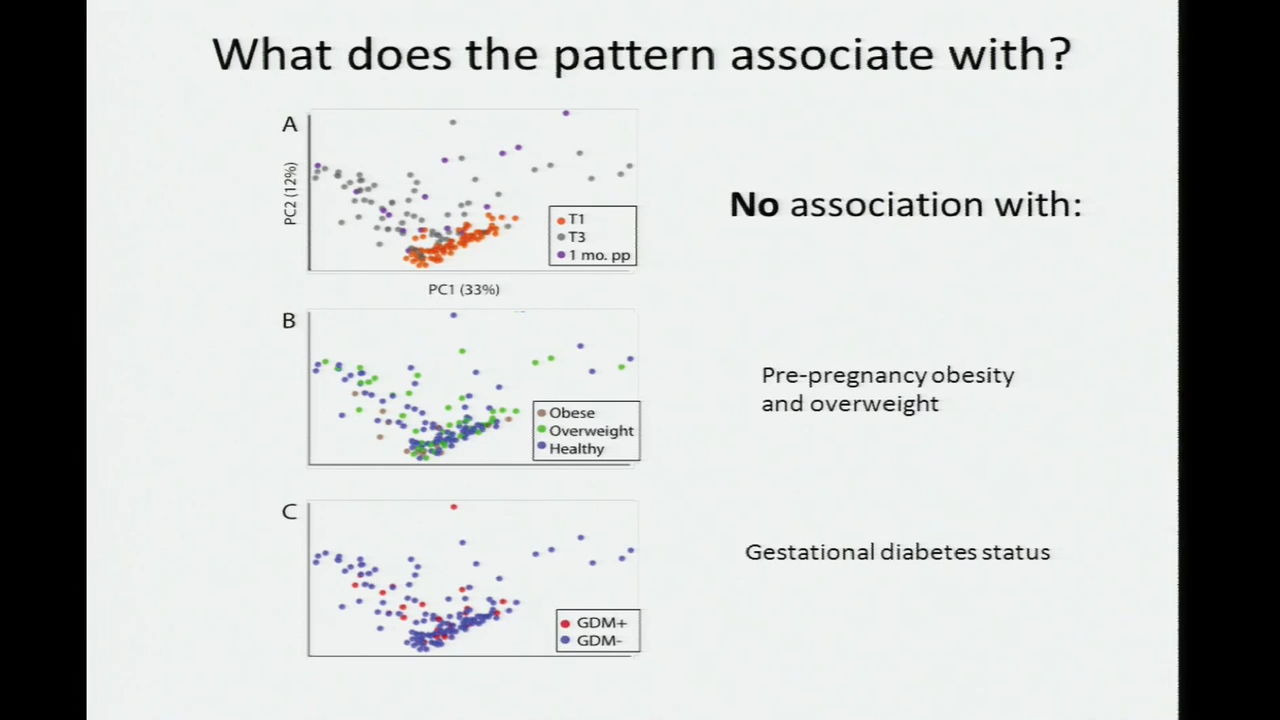 What does the pattern associate with?
A
PC2 (12%)
T1
T3
1 mo. pp
PC1 (33%)
No association with:
B
Obese
Overweight
Healthy
Pre-pregnancy obesity
and overweight
C
GDM+
GDM-
Gestational diabetes status